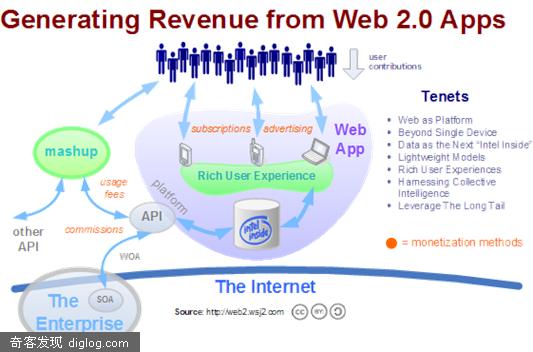 Generating Revenue from Web 2.0 Apps
user
contributions
Tenets
Web as Platform
Beyond Single Device
Data as the Next "Intel Inside"
Lightweight Models
Rich User Experiences
Harnessing Collective
Intelligence
Leverage The Long Tail
= monetization methods
subscriptions
advertising
Web
App
Rich User Experience
mashup
usage
fees
platform
API
intel
inside
other
API
commissions
WOA
The Internet
SOA
The
Enterprise
Source: http://web2.wsj2.com
cc
BY:
奇客发现 diglog.com